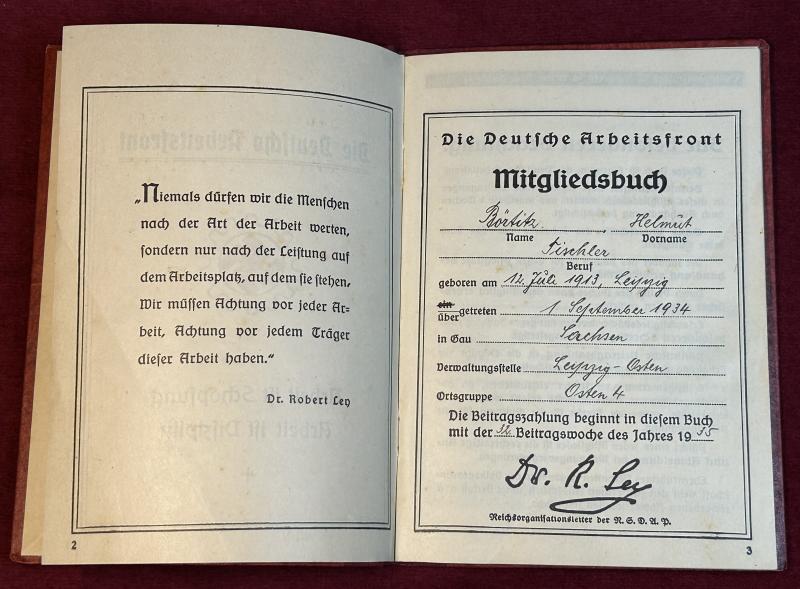 „Niemals dürfen wir die Menschen
nach der Art der Arbeit werten,
sondern nur nach der Leistung auf
dem Arbeitsplatz, auf dem sie stehen,
Wir müssen Achtung vor jeder Ar-
beit, Achtung vor jedem Träger
dieser Arbeit haben.“
Dr. Robert Ley
2
Die Deutsche Arbeitsfront
Mitgliedsbuch
Börtitz Helmut
Name Vorname
Tischler
Beruf
geboren am 12. Juli 1913, Leipzig
ein
übergetreten 1 September 1934
in Gau Sachsen
Verwaltungsstelle Leipzig-Osten
Ortsgruppe Osten 4
Die Beitragszahlung beginnt in diesem Buch
mit der 32. Beitragswoche des Jahres 1935
Dr. R. Ley
Reichsorganisationsleiter der N.S.D.A.P.
3